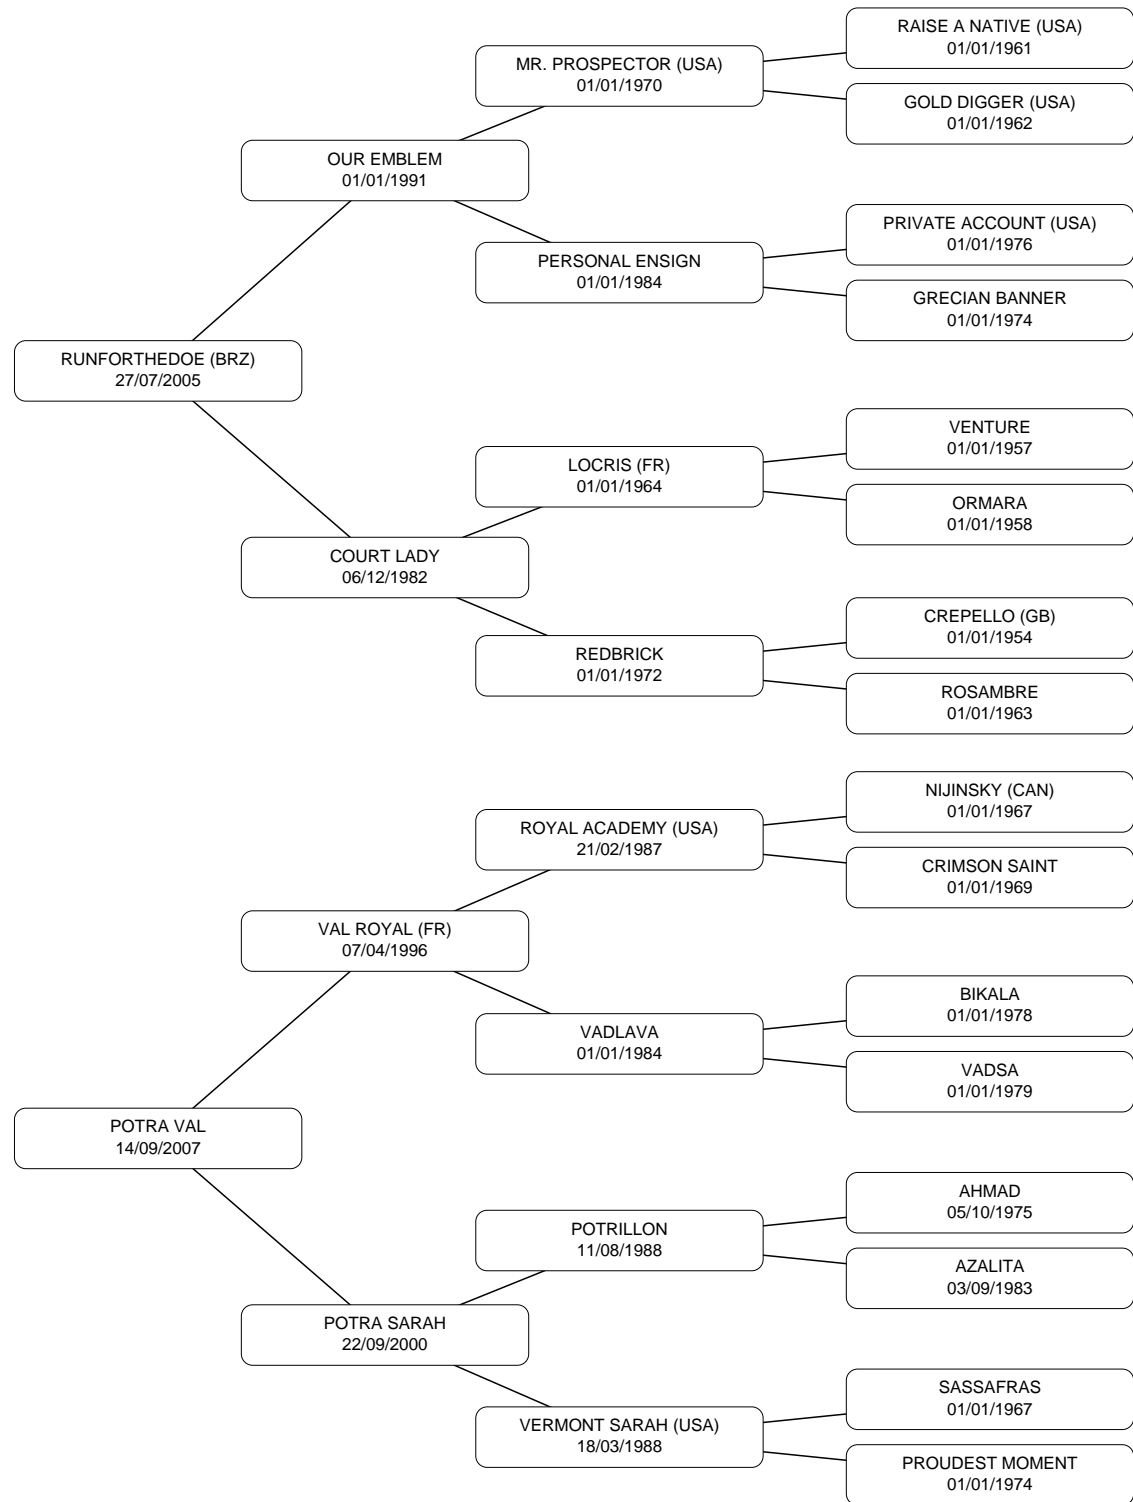 RAISE A NATIVE (USA)
01/01/1961
MR. PROSPECTOR (USA)
01/01/1970
GOLD DIGGER (USA)
01/01/1962
OUR EMBLEM
01/01/1991
PRIVATE ACCOUNT (USA)
01/01/1976
PERSONAL ENSIGN
01/01/1984
GRECIAN BANNER
01/01/1974
RUNFORTHEDOE (BRZ)
27/07/2005
VENTURE
01/01/1957
LOCRIS (FR)
01/01/1964
ORMARA
01/01/1958
COURT LADY
06/12/1982
CREPELLO (GB)
01/01/1954
REDBRICK
01/01/1972
ROSAMBRE
01/01/1963
NIJINSKY (CAN)
01/01/1967
ROYAL ACADEMY (USA)
21/02/1987
CRIMSON SAINT
01/01/1969
VAL ROYAL (FR)
07/04/1996
BIKALA
01/01/1978
VADLAVA
01/01/1984
VADSA
01/01/1979
POTRA VAL
14/09/2007
AHMAD
05/10/1975
POTRILLON
11/08/1988
AZALITA
03/09/1983
POTRA SARAH
22/09/2000
SASSAFRAS
01/01/1967
VERMONT SARAH (USA)
18/03/1988
PROUDEST MOMENT
01/01/1974